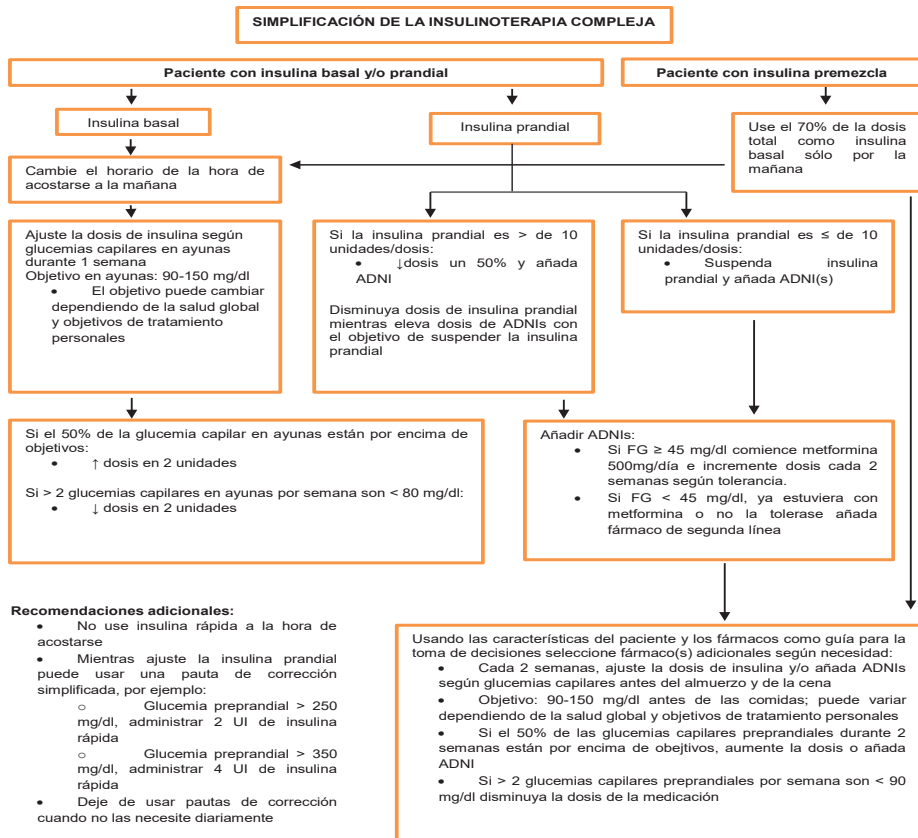 SIMPLIFICACIÓN DE LA INSULINOTERAPIA COMPLEJA
Paciente con insulina basal y/o prandial
Paciente con insulina premezcla
Insulina basal
Insulina prandial
Use el 70% de la dosis
total como insulina
basal sólo por la
mañana
Cambie el horario de la hora de
acostarse a la mañana
Ajuste la dosis de insulina según
glucemias capilares en ayunas
durante 1 semana
Objetivo en ayunas: 90-150 mg/dl
• El objetivo puede cambiar
dependiendo de la salud global
y objetivos de tratamiento
personales
Si la insulina prandial es > de 10
unidades/dosis:
• ↓dosis un 50% y añada
ADNI
Disminuya dosis de insulina prandial
mientras eleva dosis de ADNIs con
el objetivo de suspender la insulina
prandial
Si la insulina prandial es ≤ de 10
unidades/dosis:
• Suspenda insulina
prandial y añada ADNI(s)
Si el 50% de la glucemia capilar en ayunas están por encima de
objetivos:
• ↑ dosis en 2 unidades
Si > 2 glucemias capilares en ayunas por semana son < 80 mg/dl:
• ↓ dosis en 2 unidades
Añadir ADNIs:
• Si FG ≥ 45 mg/dl comience metformina
500mg/día e incremente dosis cada 2
semanas según tolerancia.
• Si FG < 45 mg/dl, ya estuviera con
metformina o no la tolerase añada
fármaco de segunda línea
Recomendaciones adicionales:
• No use insulina rápida a la hora de
acostarse
• Mientras ajuste la insulina prandial
puede usar una pauta de corrección
simplificada, por ejemplo:
○ Glucemia preprandial > 250
mg/dl, administrar 2 UI de insulina
rápida
○ Glucemia preprandial > 350
mg/dl, administrar 4 UI de insulina
rápida
• Deje de usar pautas de corrección
cuando no las necesite diariamente
Usando las características del paciente y los fármacos como guía para la
toma de decisiones seleccione fármaco(s) adicionales según necesidad:
• Cada 2 semanas, ajuste la dosis de insulina y/o añada ADNIs
según glucemias capilares antes del almuerzo y de la cena
• Objetivo: 90-150 mg/dl antes de las comidas; puede variar
dependiendo de la salud global y objetivos de tratamiento personales
• Si el 50% de las glucemias capilares preprandiales durante 2
semanas están por encima de obejtivos, aumente la dosis o añada
ADNI
• Si > 2 glucemias capilares preprandiales por semana son < 90
mg/dl disminuya la dosis de la medicación